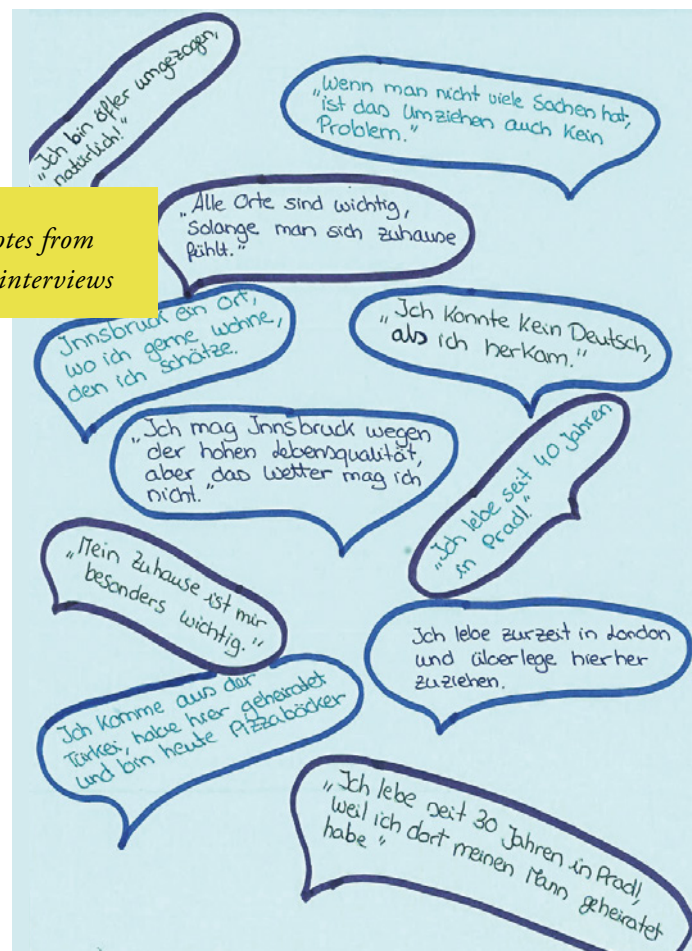 „Ich bin öfter umgezogen,
natürlich!"
„Wenn man nicht viele Sachen hat,
ist das Umziehen auch kein
Problem."
„Alle Orte sind wichtig,
solange man sich zuhause
fühlt."
otes from
interviews
Innsbruck ein Ort,
wo ich gerne wohne,
den ich schätze.
„Ich konnte kein Deutsch,
als ich herkam."
„Ich mag Innsbruck wegen
der hohen Lebensqualität,
aber das Wetter mag ich
nicht."
„Ich lebe seit 40 Jahren
in Pradl."
„Mein Zuhause ist mir
besonders wichtig."
Ich lebe zurzeit in London
und überlege hierher
zuziehen.
Ich komme aus der
Türkei, habe hier geheiratet
und bin heute Pizzabäcker
„Ich lebe seit 30 Jahren in Pradl,
weil ich dort meinen Mann geheiratet
habe"